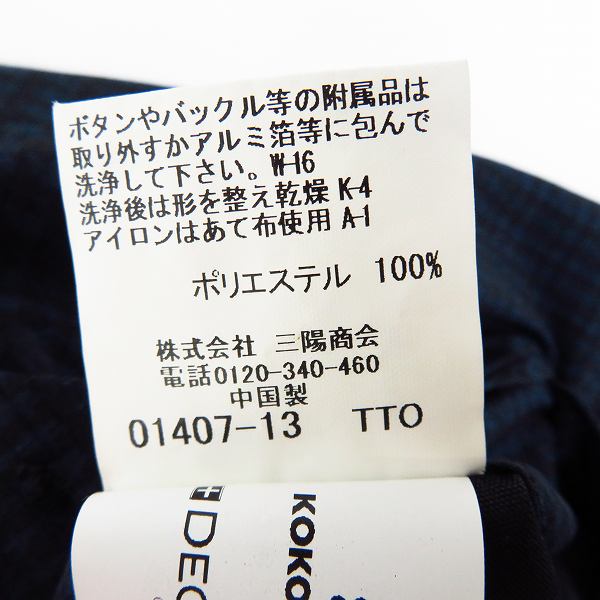 ボタンやバックル等の附属品は
取り外すかアルミ箔等に包んで
洗浄して下さい。W-16
洗浄後は形を整え乾燥 K-4
アイロンはあて布使用 A-1
ポリエステル 100%
株式会社 三陽商会
電話0120-340-460
中国製
01407-13 TTO
KOKO
DEO